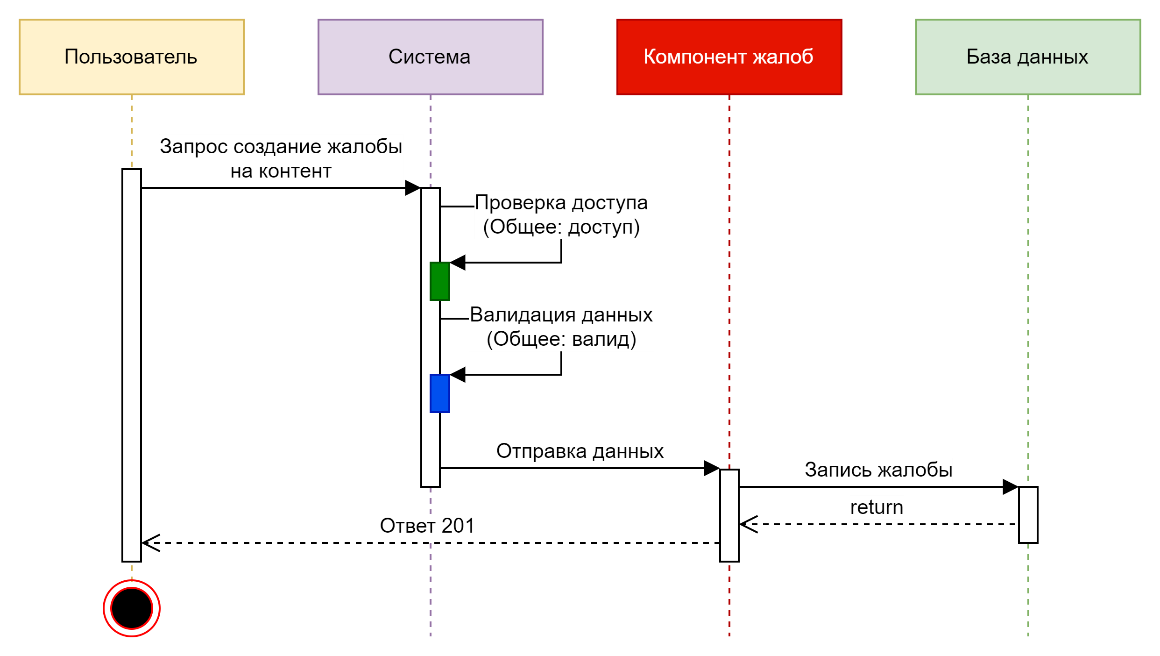 Пользователь
Система
Компонент жалоб
База данных
Запрос создание жалобы
на контент
Проверка доступа
(Общее: доступ)
Валидация данных
(Общее: валид)
Отправка данных
Запись жалобы
return
Ответ 201